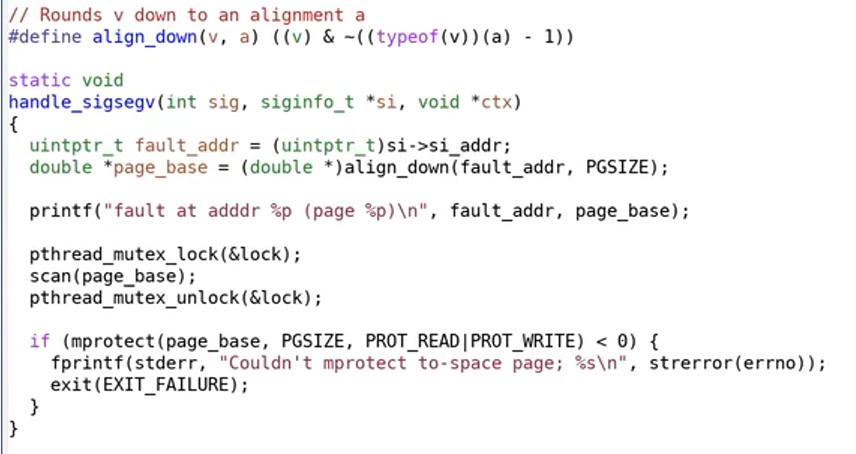 // Rounds v down to an alignment a
#define align_down(v, a) ((v) & ~((typeof(v))(a) - 1))
static void
handle_sigsegv(int sig, siginfo_t *si, void *ctx)
{
uintptr_t fault_addr = (uintptr_t)si->si_addr;
double *page_base = (double *)align_down(fault_addr, PGSIZE);
printf("fault at adddr %p (page %p)\n", fault_addr, page_base);
pthread_mutex_lock(&lock);
scan(page_base);
pthread_mutex_unlock(&lock);
if (mprotect(page_base, PGSIZE, PROT_READ|PROT_WRITE) < 0) {
fprintf(stderr, "Couldn't mprotect to-space page; %s\n", strerror(errno));
exit(EXIT_FAILURE);
}
}